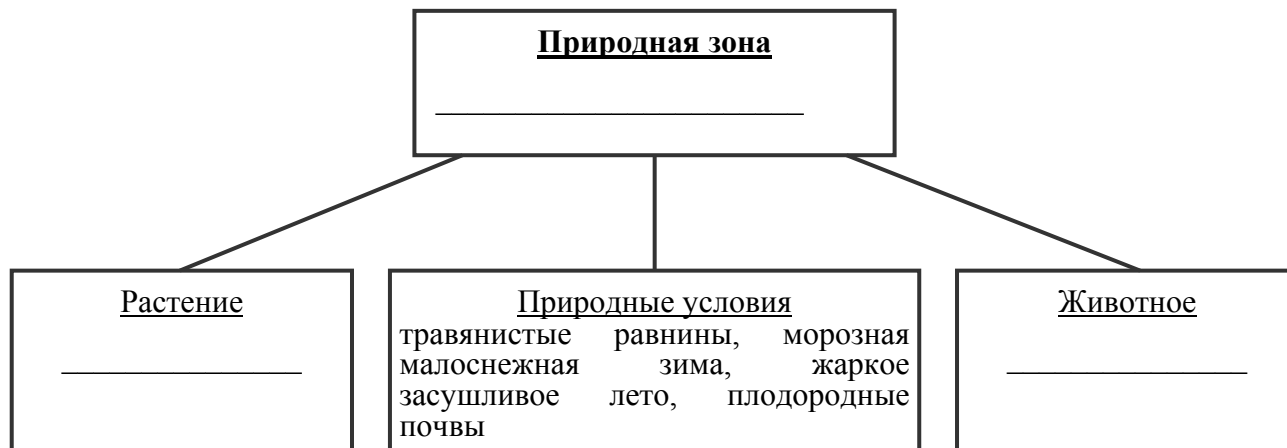 Природная зона
Растение
Природные условия
травянистые равнины, морозная
малоснежная зима, жаркое
засушливое лето, плодородные
почвы
Животное